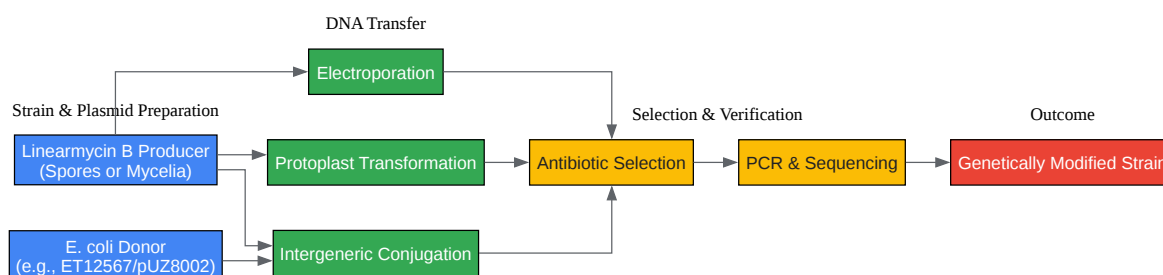 DNA Transfer
Electroporation
Strain & Plasmid Preparation
Selection & Verification
Outcome
Linearmycin B Producer
(Spores or Mycelia)
Protoplast Transformation
Antibiotic Selection
PCR & Sequencing
Genetically Modified Strain
E. coli Donor
(e.g., ET12567/pUZ8002)
Intergeneric Conjugation